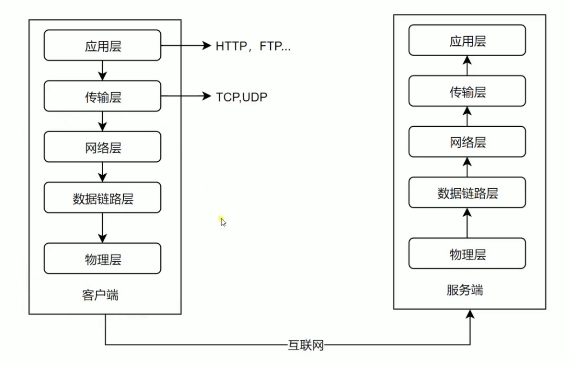 应用层
HTTP，FTP...
传输层
TCP,UDP
网络层
数据链路层
物理层
客户端
应用层
传输层
网络层
数据链路层
物理层
服务端
互联网